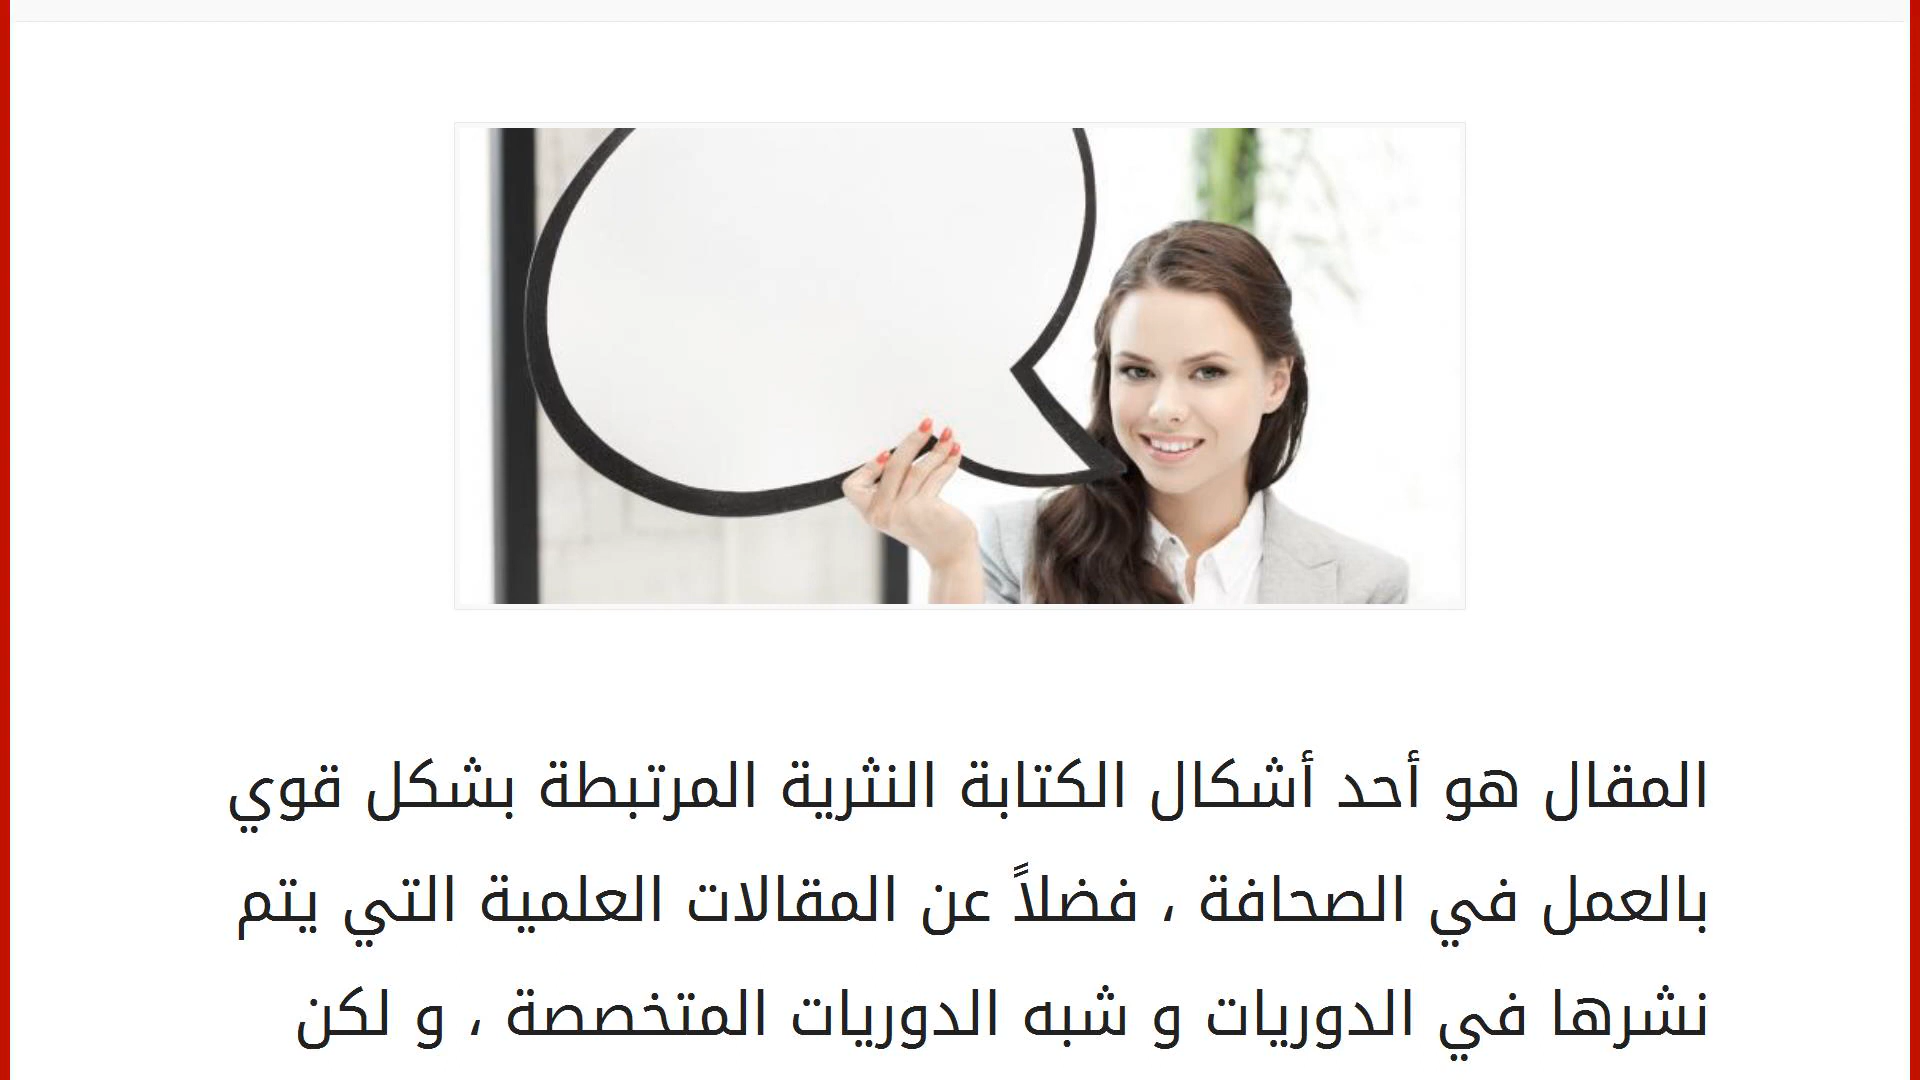 المقال هو أحد أشكال الكتابة النثرية المرتبطة بشكل قوي
بالعمل في الصحافة ، فضلاً عن المقالات العلمية التي يتم
نشرها في الدوريات و شبه الدوريات المتخصصة ، و لكن